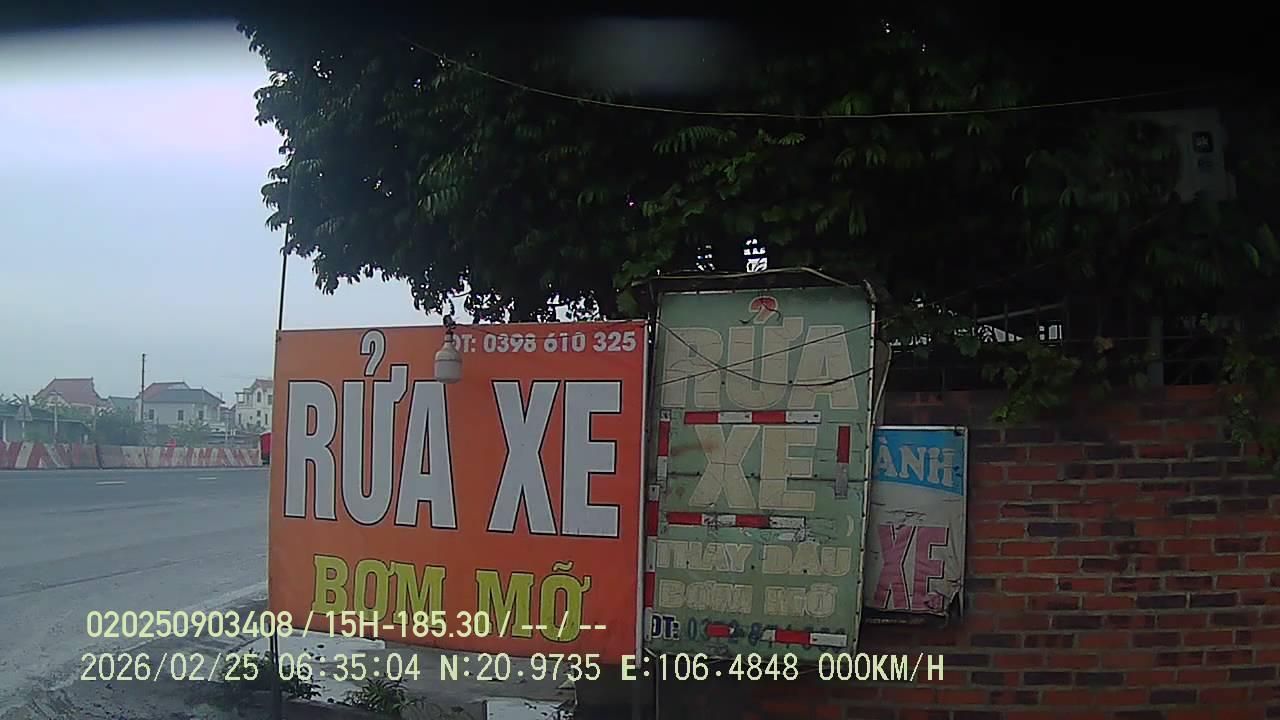 ĐT: 0398 610 325
RỬA XE
BƠM MỠ
RỬA
XE
THAY DẦU
BƠM MỠ
ĐT:
ÀNH
XE
020250903408 / 15H-185.30 / -- / --
2026/02/25 06:35:04 N:20.9735 E:106.4848 000KM/H